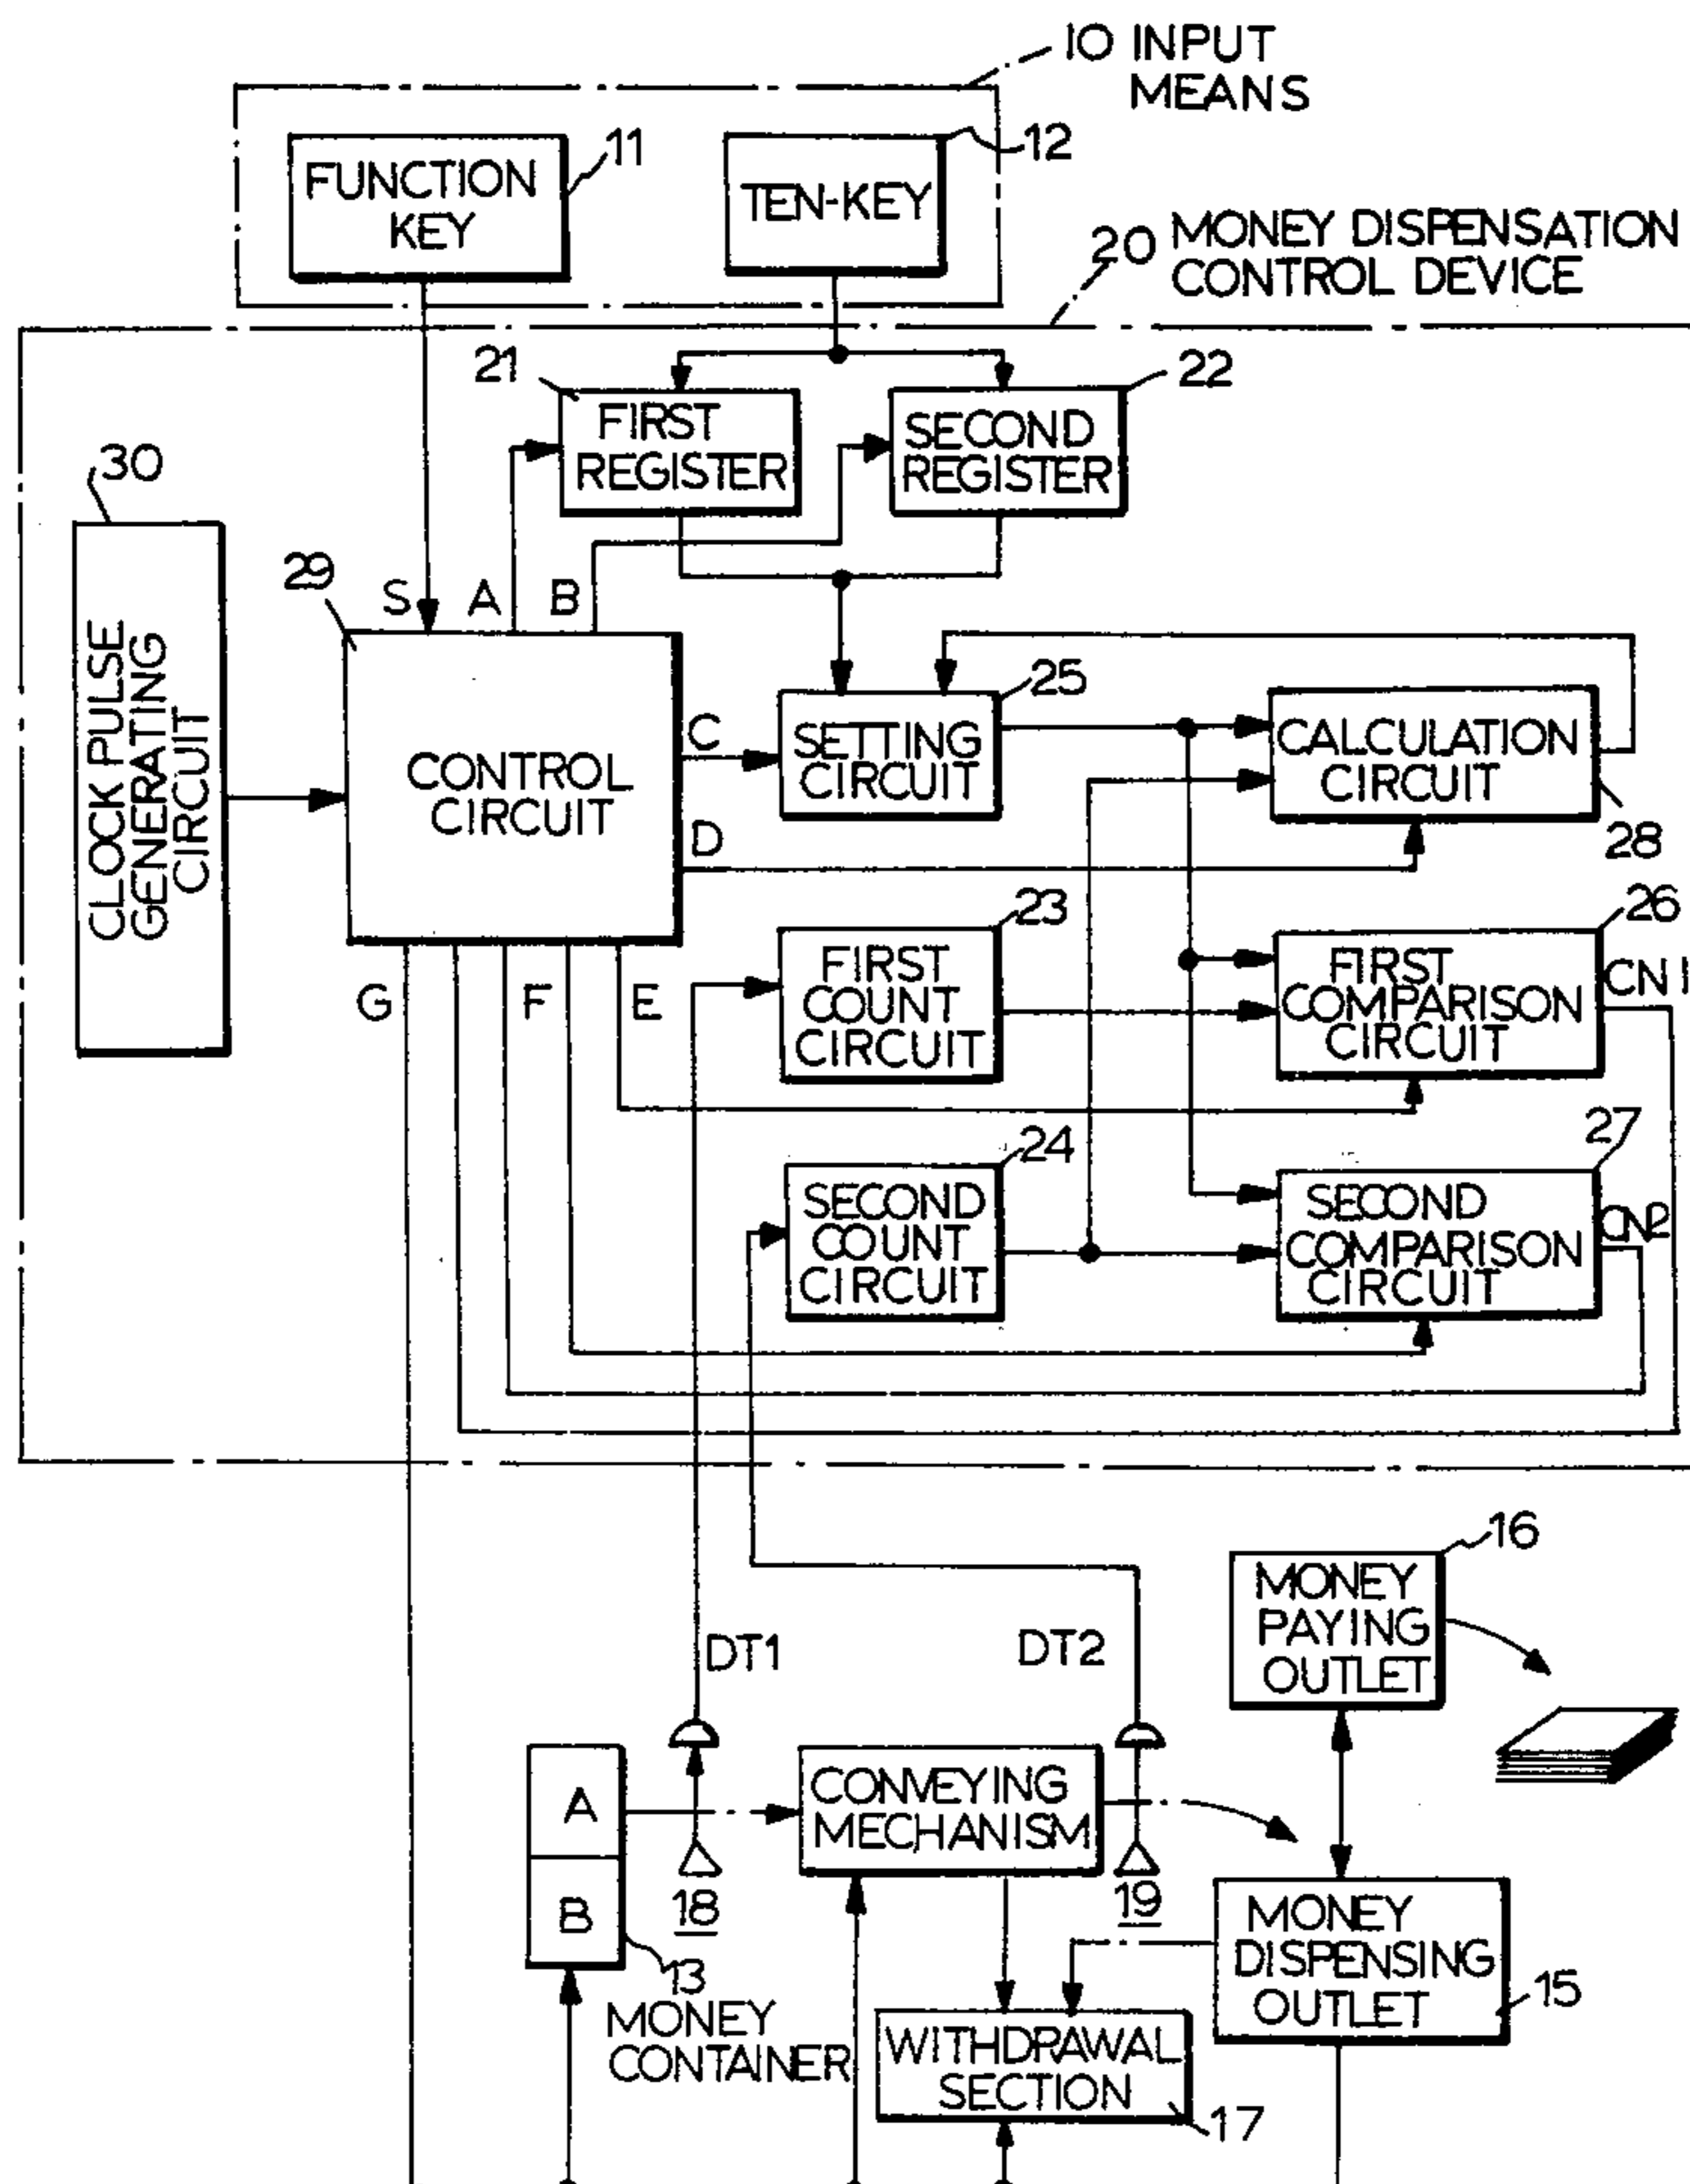 10 INPUT
MEANS
FUNCTION
KEY
11
TEN-KEY
12
20 MONEY DISPENSATION
CONTROL DEVICE
21
FIRST
REGISTER
22
SECOND
REGISTER
30
CLOCK PULSE
GENERATING
CIRCUIT
29
S
A
B
CONTROL
CIRCUIT
C
D
G
F
E
25
SETTING
CIRCUIT
CALCULATION
CIRCUIT
28
23
FIRST
COUNT
CIRCUIT
26
FIRST
COMPARISON
CIRCUIT
CN1
24
SECOND
COUNT
CIRCUIT
27
SECOND
COMPARISON
CIRCUIT
CN2
16
MONEY
PAYING
OUTLET
DT1
DT2
A
B
18
CONVEYING
MECHANISM
19
13
MONEY
CONTAINER
MONEY
DISPENSING
OUTLET
15
WITHDRAWAL
SECTION
17